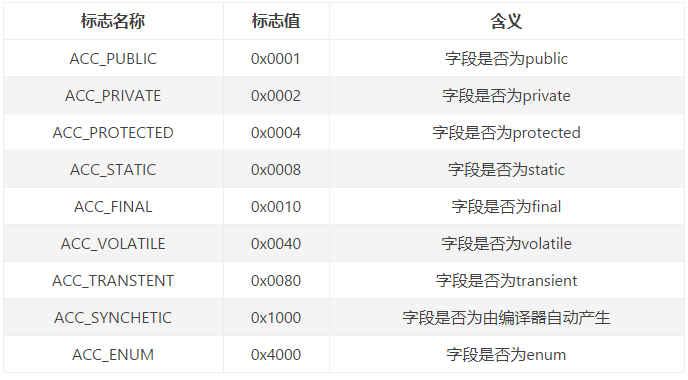 标志名称 标志值 含义
ACC_PUBLIC 0x0001 字段是否为public
ACC_PRIVATE 0x0002 字段是否为private
ACC_PROTECTED 0x0004 字段是否为protected
ACC_STATIC 0x0008 字段是否为static
ACC_FINAL 0x0010 字段是否为final
ACC_VOLATILE 0x0040 字段是否为volatile
ACC_TRANSTENT 0x0080 字段是否为transient
ACC_SYNCHETIC 0x1000 字段是否为由编译器自动产生
ACC_ENUM 0x4000 字段是否为enum